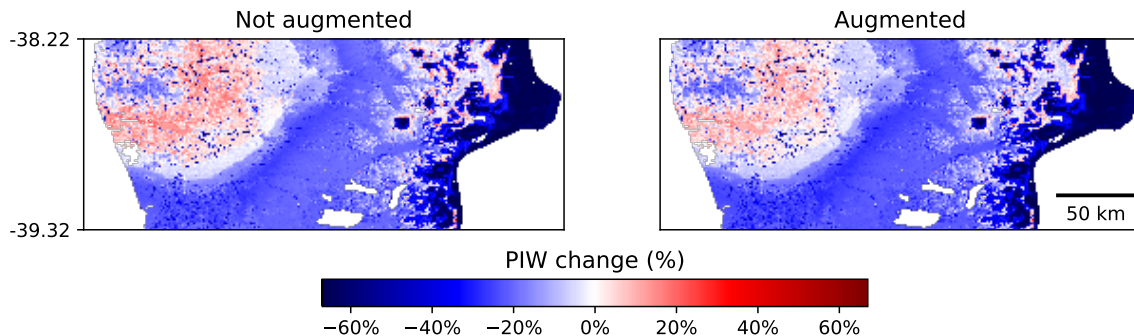 Not augmented
Augmented
-38.22
-39.32
50 km
PIW change (%)
−60% −40% −20% 0% 20% 40% 60%